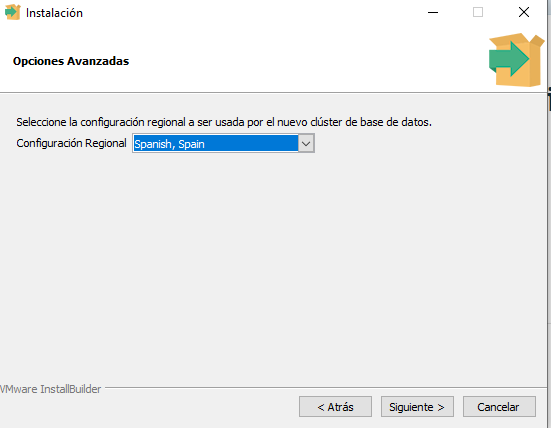 Instalación
Opciones Avanzadas
Seleccione la configuración regional a ser usada por el nuevo clúster de base de datos.
Configuración Regional Spanish, Spain
VMware InstallBuilder
< Atrás Siguiente > Cancelar